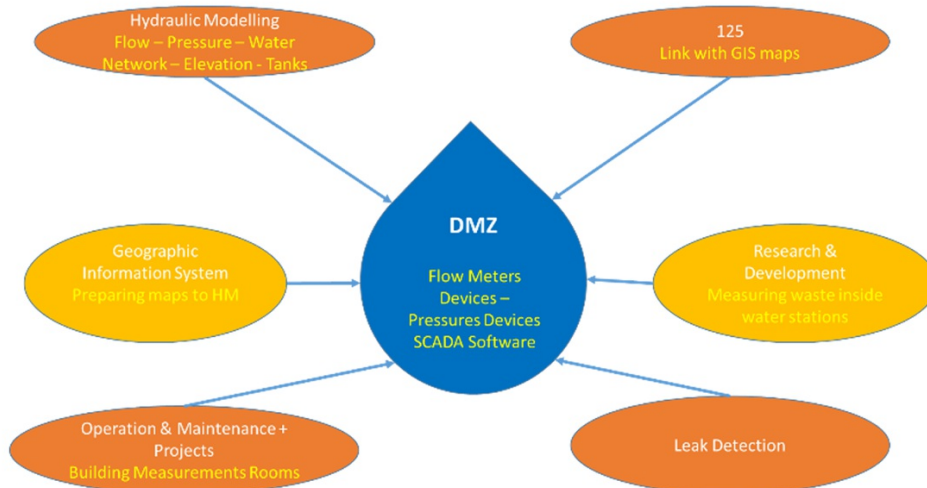 Hydraulic Modelling
Flow – Pressure – Water
Network – Elevation - Tanks
125
Link with GIS maps
DMZ
Flow Meters
Devices –
Pressures Devices
SCADA Software
Geographic
Information System
Preparing maps to HM
Research &
Development
Measuring waste inside
water stations
Operation & Maintenance +
Projects
Building Measurements Rooms
Leak Detection